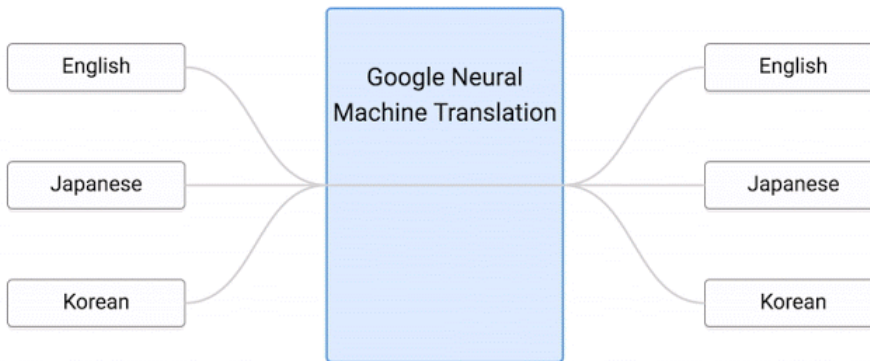 English
Japanese
Korean
Google Neural
Machine Translation
English
Japanese
Korean